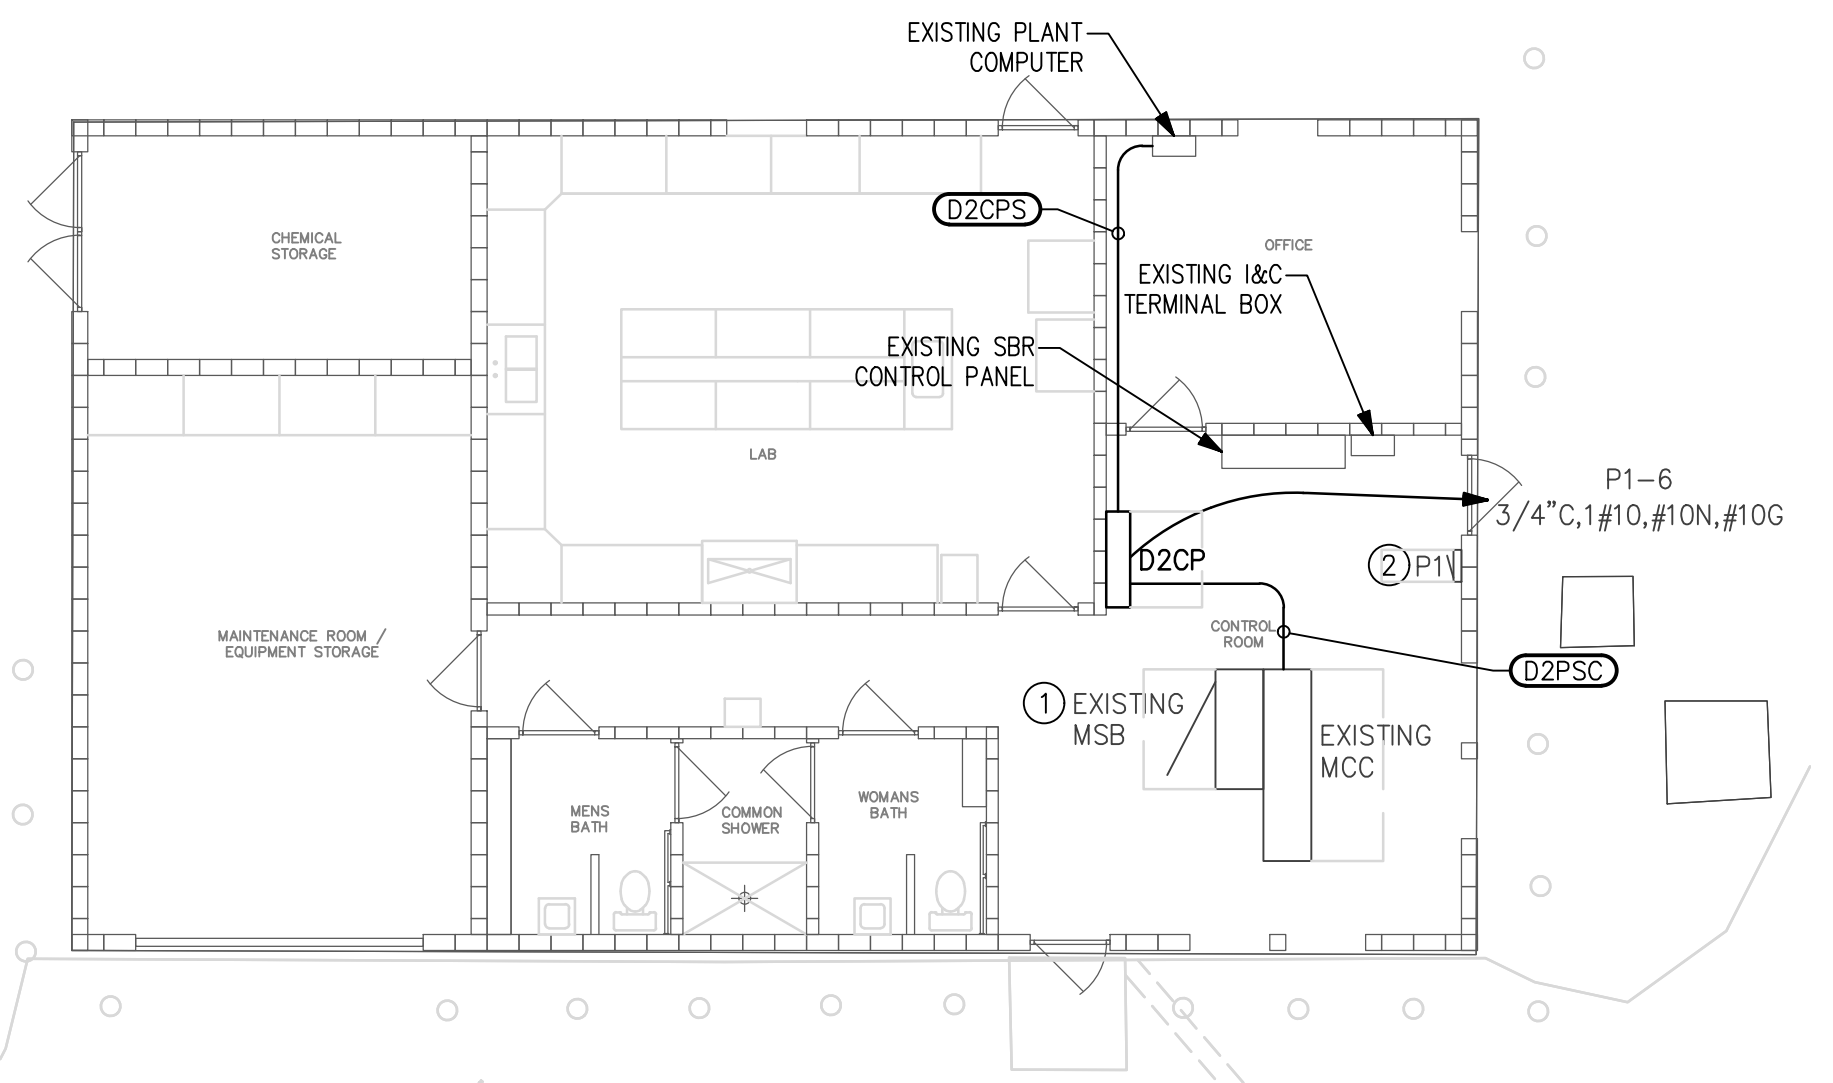 EXISTING PLANT
COMPUTER
D2CPS
OFFICE
CHEMICAL
STORAGE
EXISTING I&C
TERMINAL BOX
EXISTING SBR
CONTROL PANEL
LAB
P1-6
3/4"C,1#10,#10N,#10G
D2CP
2
P1
CONTROL
ROOM
MAINTENANCE ROOM /
EQUIPMENT STORAGE
D2PSC
1
EXISTING
MSB
EXISTING
MCC
MENS
BATH
COMMON
SHOWER
WOMANS
BATH